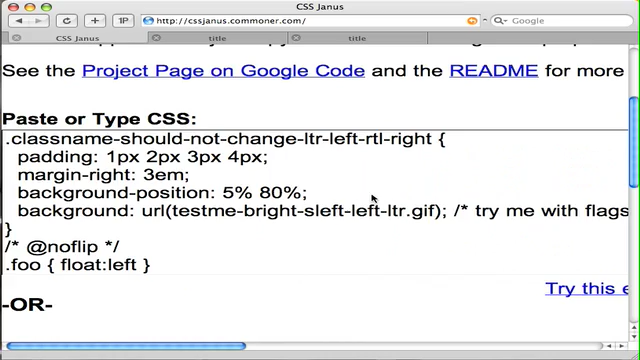 CSS Janus
http://cssjanus.commoner.com/
Google
CSS Janus
title
title
See the Project Page on Google Code and the README for more
Paste or Type CSS:
.classname-should-not-change-ltr-left-rtl-right {
padding: 1px 2px 3px 4px;
margin-right: 3em;
background-position: 5% 80%;
background: url(testme-bright-sleft-left-ltr.gif); /* try me with flags
}
/* @noflip */
.foo { float:left }
Try this e
-OR-